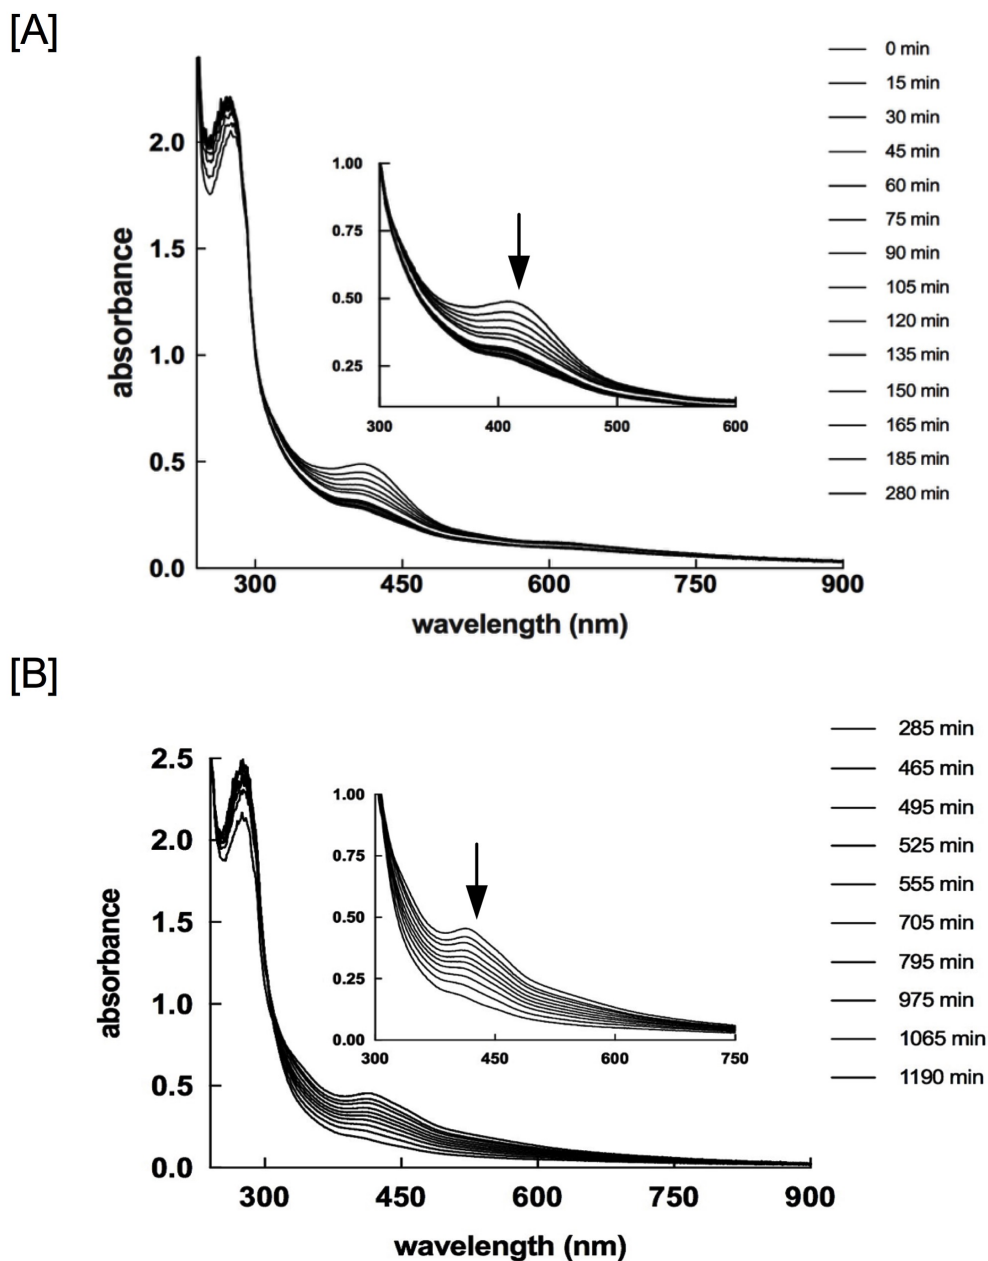 [A]
absorbance
2.0
1.5
1.0
0.5
0.0
300
450
600
750
900
wavelength (nm)
1.00
0.75
0.50
0.25
300
400
500
600
0 min
15 min
30 min
45 min
60 min
75 min
90 min
105 min
120 min
135 min
150 min
165 min
185 min
280 min
[B]
absorbance
2.5
2.0
1.5
1.0
0.5
0.0
300
450
600
750
900
wavelength (nm)
1.00
0.75
0.50
0.25
0.00
300
450
600
750
285 min
465 min
495 min
525 min
555 min
705 min
795 min
975 min
1065 min
1190 min